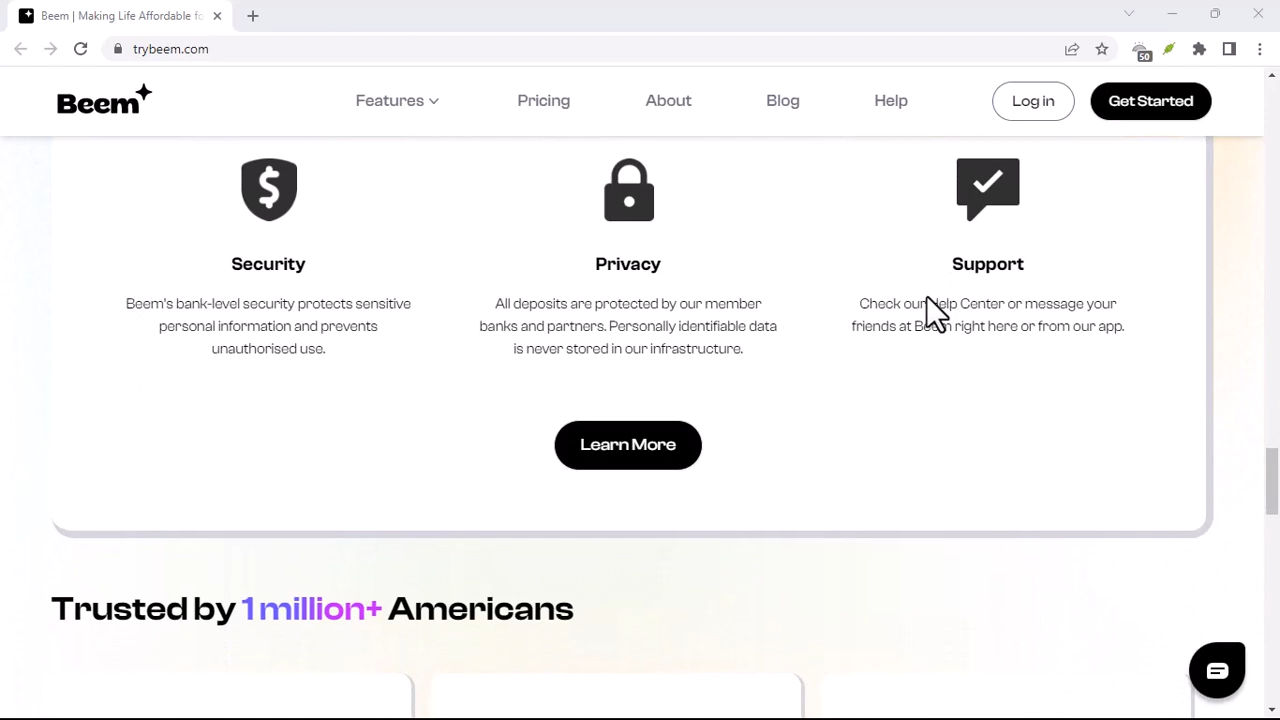 Beem | Making Life Affordable fo
trybeem.com
50
Beem
Features
Pricing
About
Blog
Help
Log in
Get Started
Security
Privacy
Support
Beem's bank-level security protects sensitive
personal information and prevents
unauthorised use.
All deposits are protected by our member
banks and partners. Personally identifiable data
is never stored in our infrastructure.
Check our Help Center or message your
friends at Beem right here or from our app.
Learn More
Trusted by 1 million+ Americans